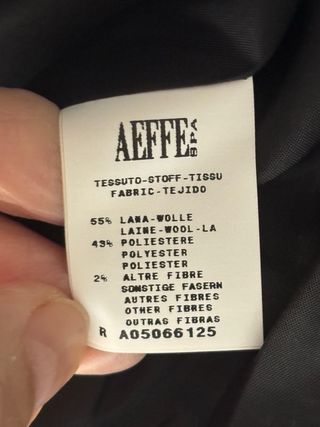 AEFFE SPA
TESSUTO-STOFF-TISSU
FABRIC-TEJIDO
55% LANA-WOLLE
LAINE-WOOL-LA
43% POLIESTERE
POLYESTER
POLIESTER
2% ALTRE FIBRE
SONSTIGE FASERN
AUTRES FIBRES
OTHER FIBRES
OUTRAS FIBRAS
R A05066125